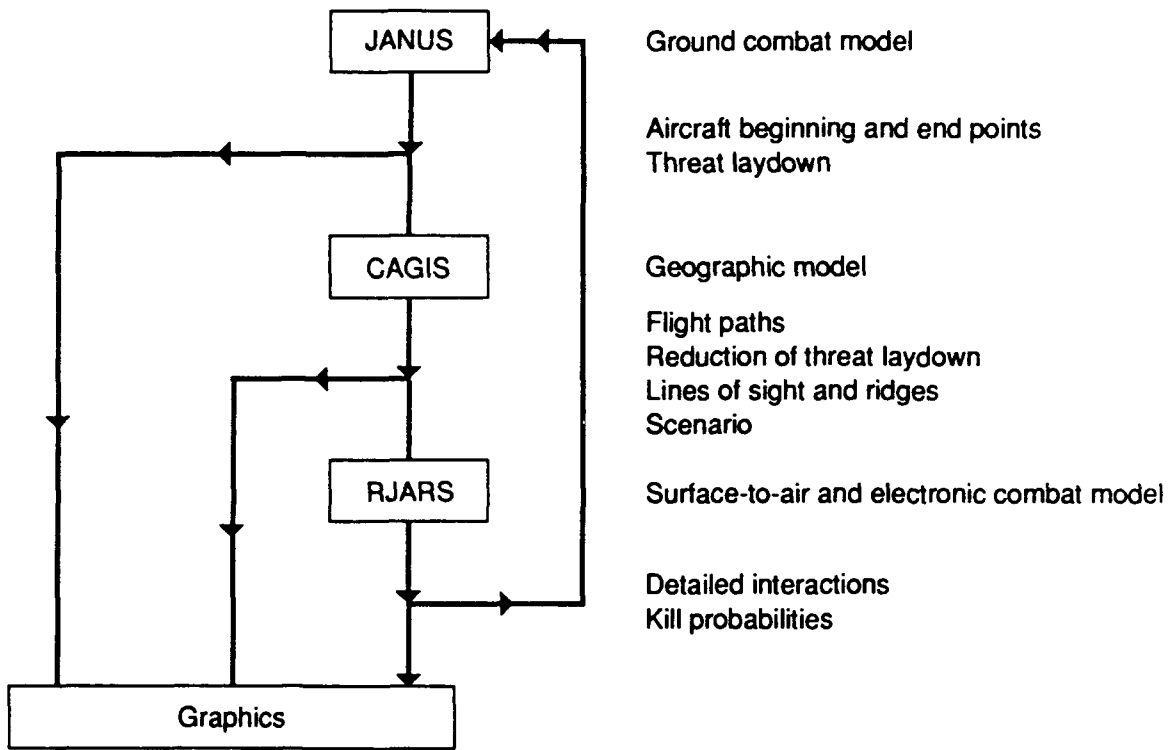 JANUS
Ground combat model
Aircraft beginning and end points
Threat laydown
CAGIS
Geographic model
Flight paths
Reduction of threat laydown
Lines of sight and ridges
Scenario
RJARS
Surface-to-air and electronic combat model
Detailed interactions
Kill probabilities
Graphics